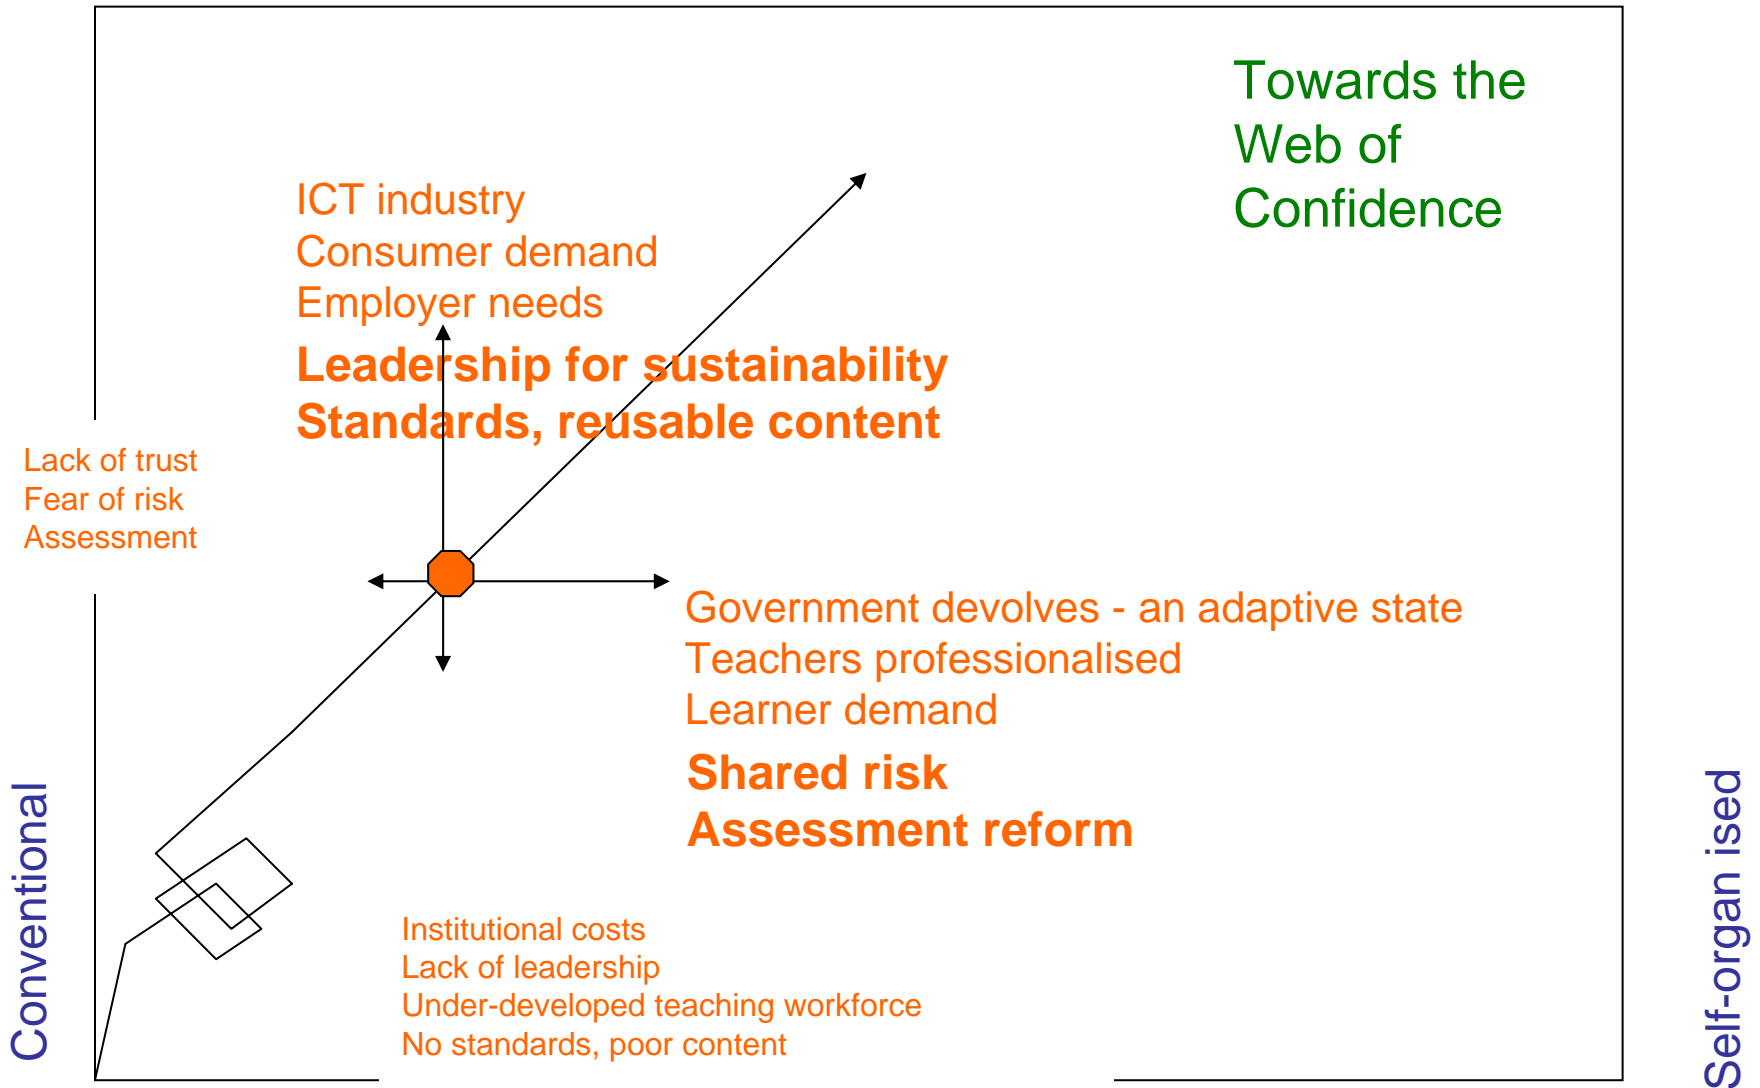 Towards the
Web of
Confidence
ICT industry
Consumer demand
Employer needs
Leadership for sustainability
Standards, reusable content
Lack of trust
Fear of risk
Assessment
Government devolves - an adaptive state
Teachers professionalised
Learner demand
Shared risk
Assessment reform
Institutional costs
Lack of leadership
Under-developed teaching workforce
No standards, poor content
Conventional
Self-organ ised